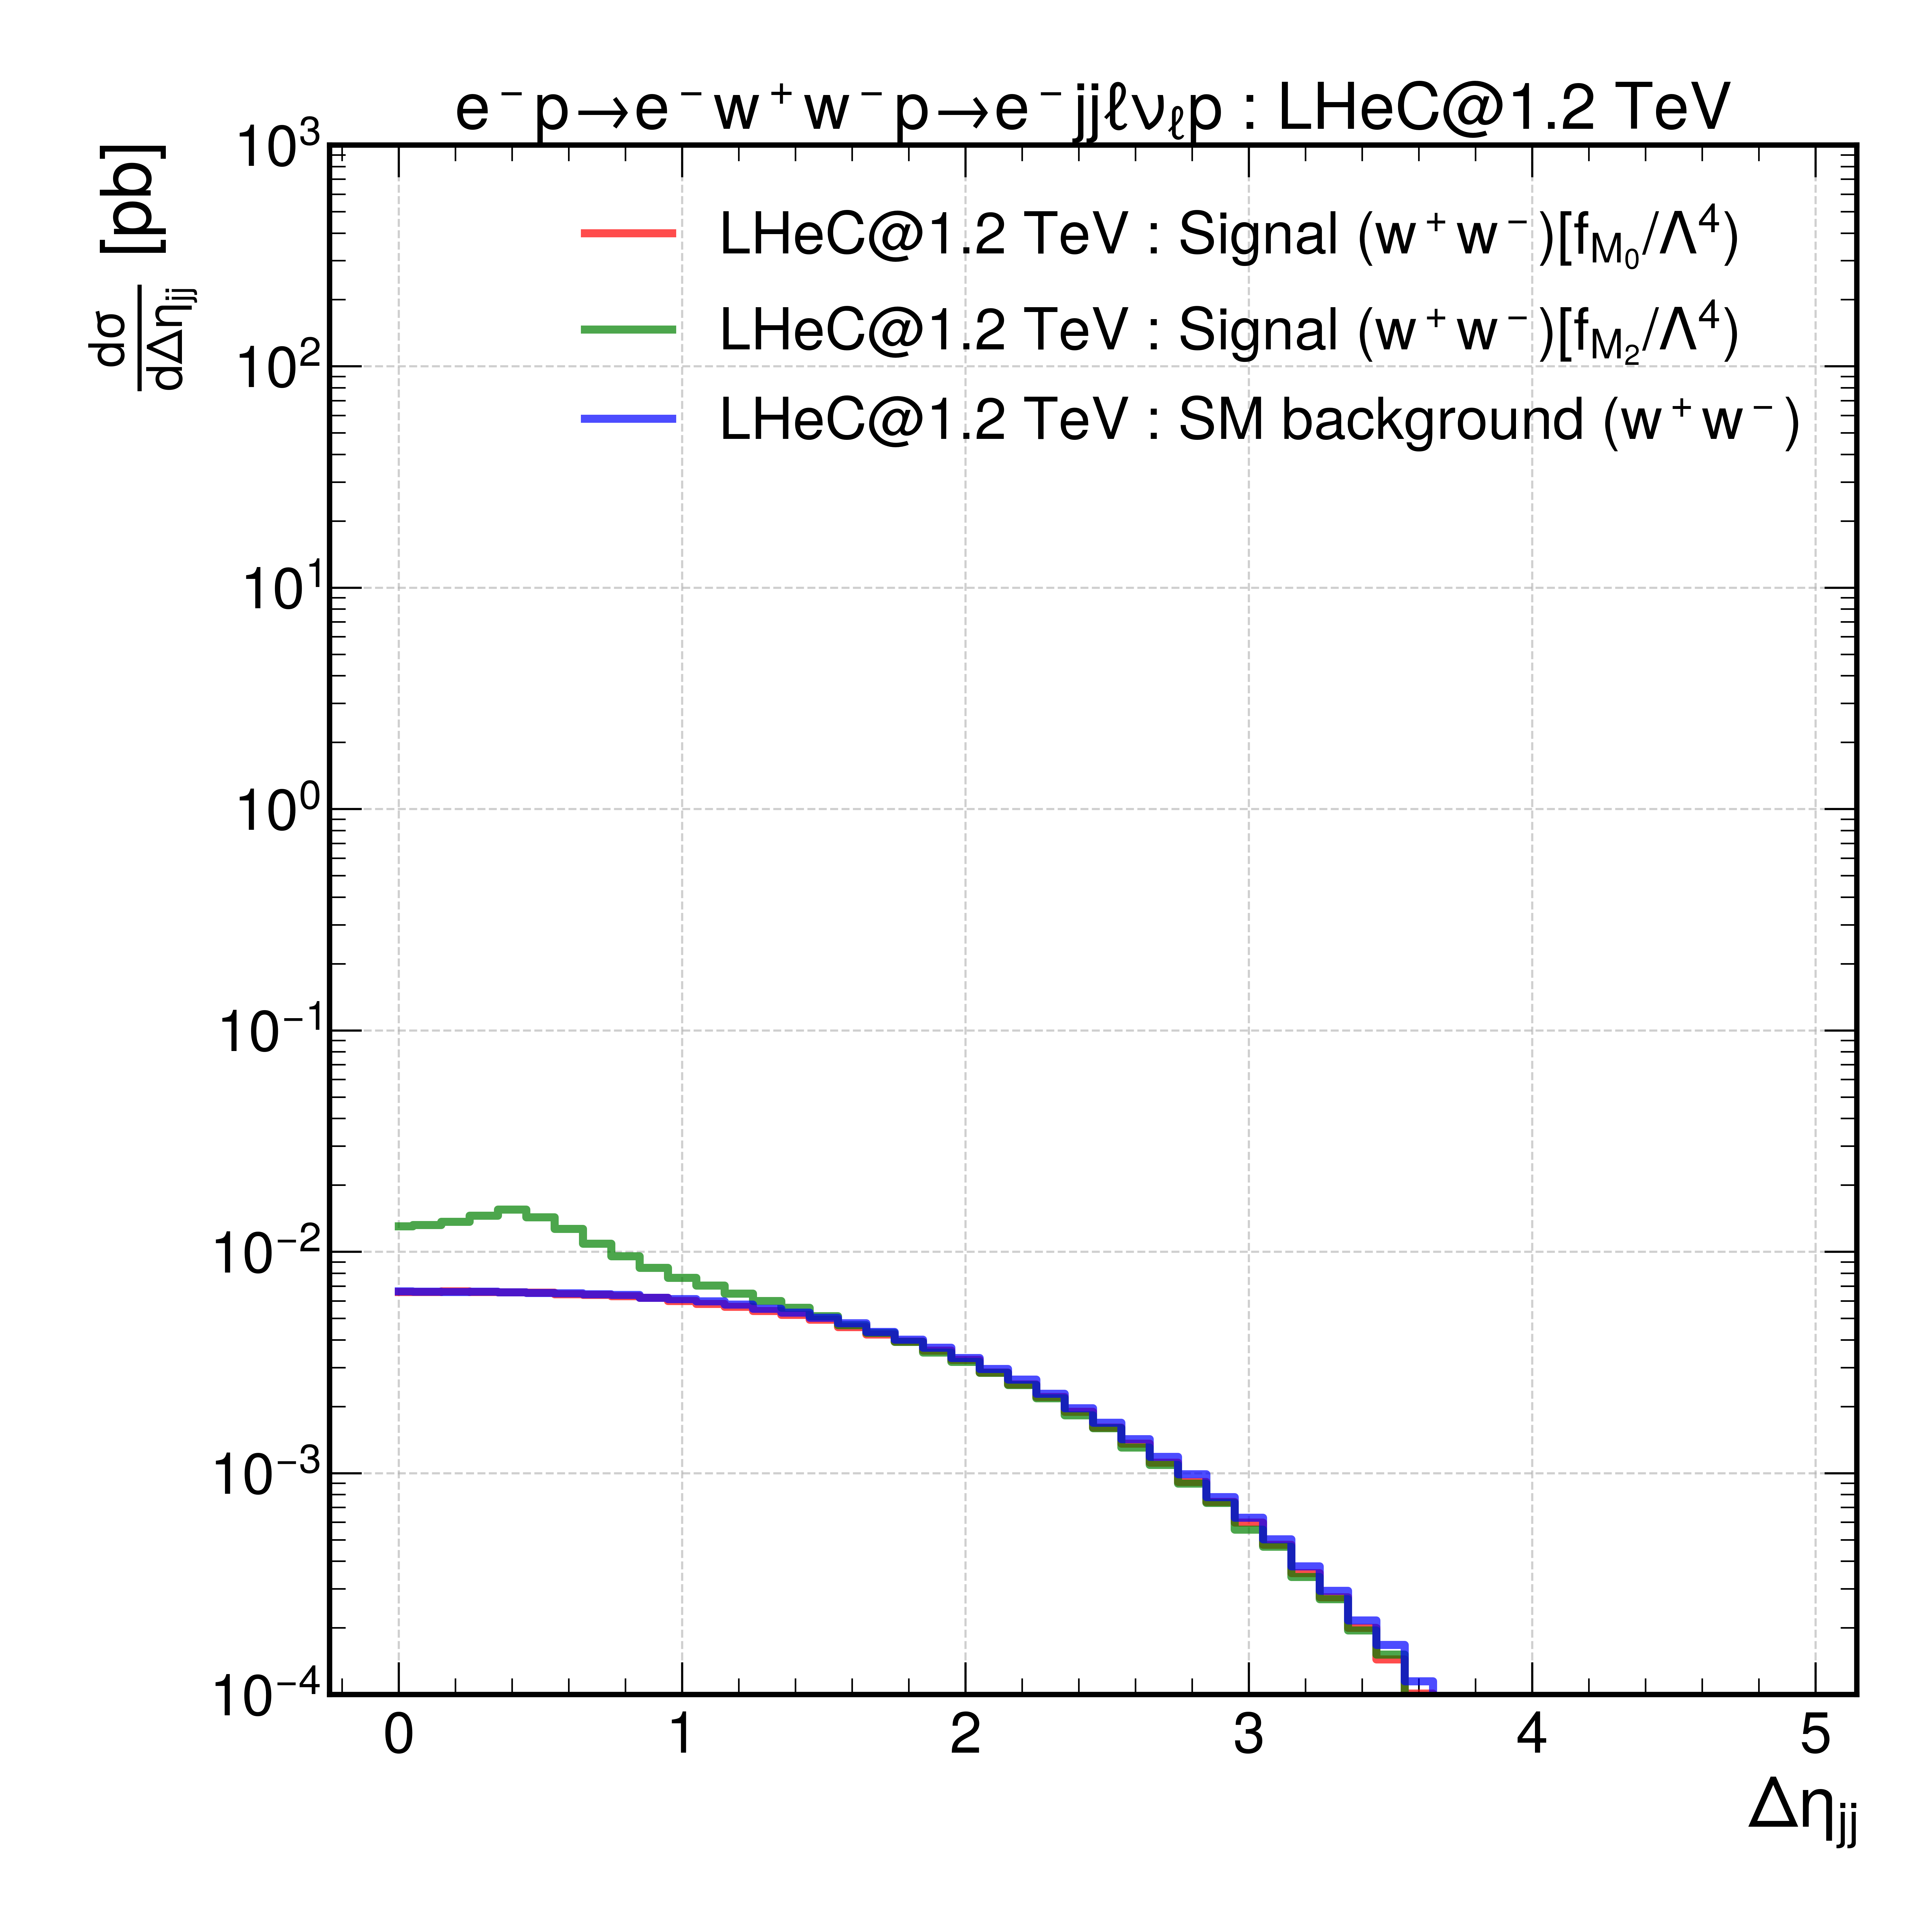 e⁻p→e⁻w⁺w⁻p→e⁻jjℓνₗp : LHeC@1.2 TeV
dσ/dΔη_jj [pb]
10³
10²
10¹
10⁰
10⁻¹
10⁻²
10⁻³
10⁻⁴
LHeC@1.2 TeV : Signal (w⁺w⁻)[f_M₀/Λ⁴)
LHeC@1.2 TeV : Signal (w⁺w⁻)[f_M₂/Λ⁴)
LHeC@1.2 TeV : SM background (w⁺w⁻)
0 1 2 3 4 5
Δη_jj